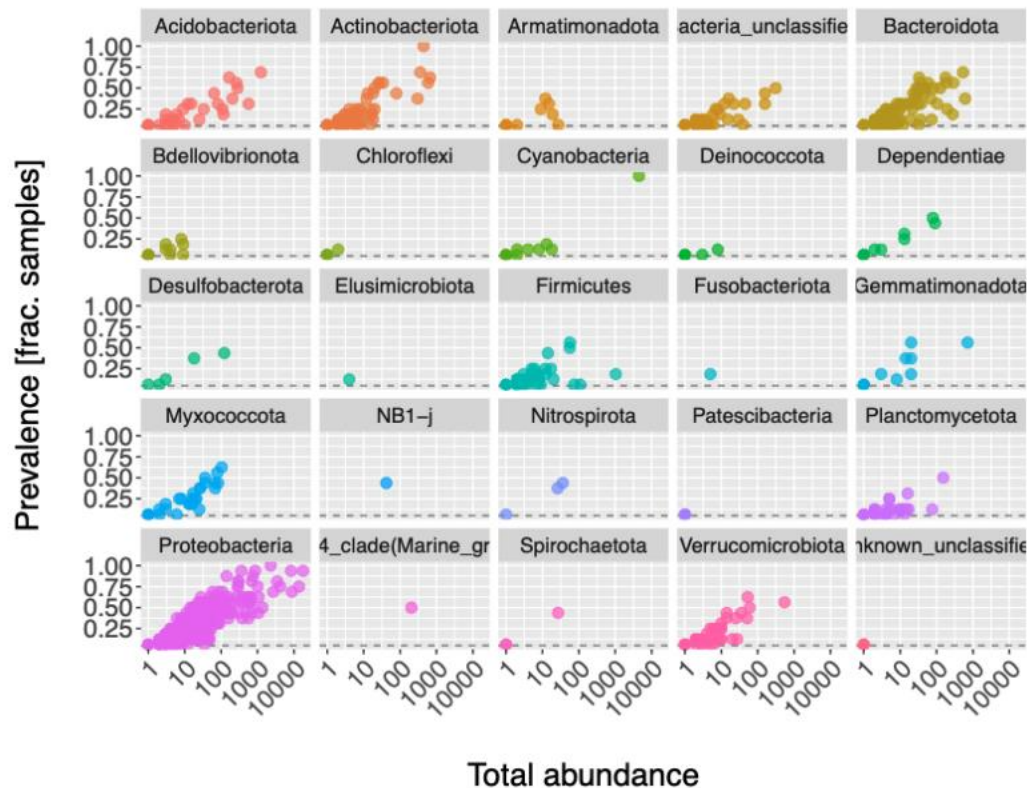 Prevalence [frac. samples]
Acidobacteriota Actinobacteriota Armatimonadota acteria_unclassifie Bacteroidota
1.00
0.75
0.50
0.25
Bdellovibrionota Chloroflexi Cyanobacteria Deinococcota Dependentiae
1.00
0.75
0.50
0.25
Desulfobacterota Elusimicrobiota Firmicutes Fusobacteriota Gemmatimonadota
1.00
0.75
0.50
0.25
Myxococcota NB1-j Nitrospirota Patescibacteria Planctomycetota
1.00
0.75
0.50
0.25
Proteobacteria 4_clade(Marine_gr Spirochaetota Verrucomicrobiota nknown_unclassifie
1.00
0.75
0.50
0.25
1 10 100 1000 10000 1 10 100 1000 10000 1 10 100 1000 10000 1 10 100 1000 10000 1 10 100 1000 10000
Total abundance